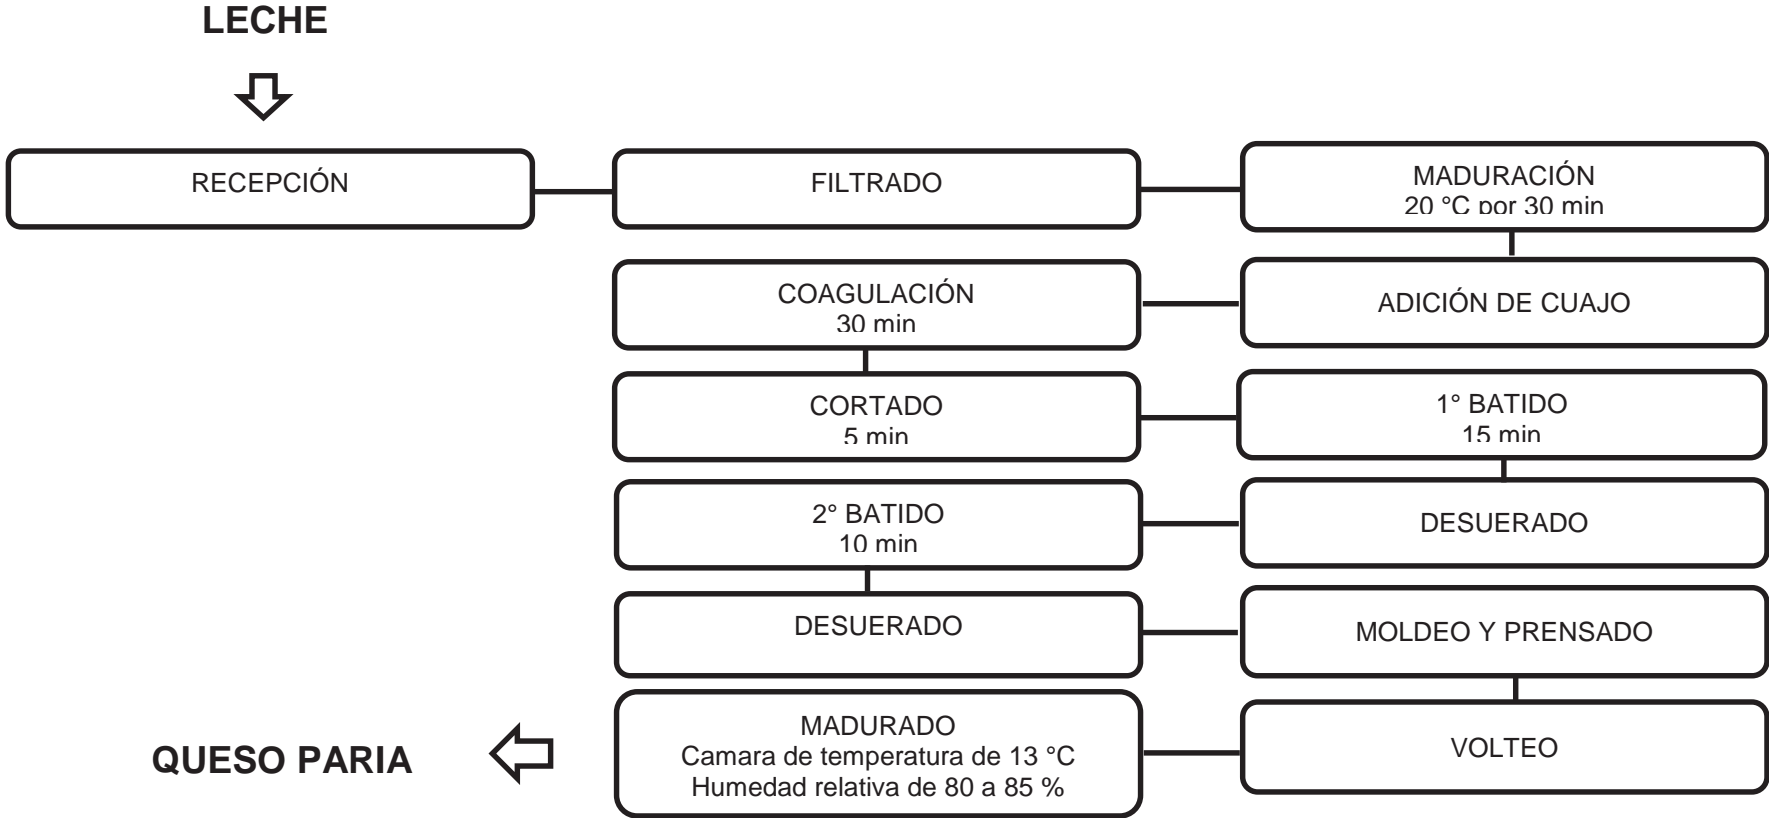 LECHE
RECEPCIÓN
FILTRADO
MADURACIÓN
20 °C por 30 min
ADICIÓN DE CUAJO
COAGULACIÓN
30 min
CORTADO
5 min
1° BATIDO
15 min
DESUERADO
2° BATIDO
10 min
DESUERADO
MOLDEO Y PRENSADO
VOLTEO
MADURADO
Camara de temperatura de 13 °C
Humedad relativa de 80 a 85 %
QUESO PARIA